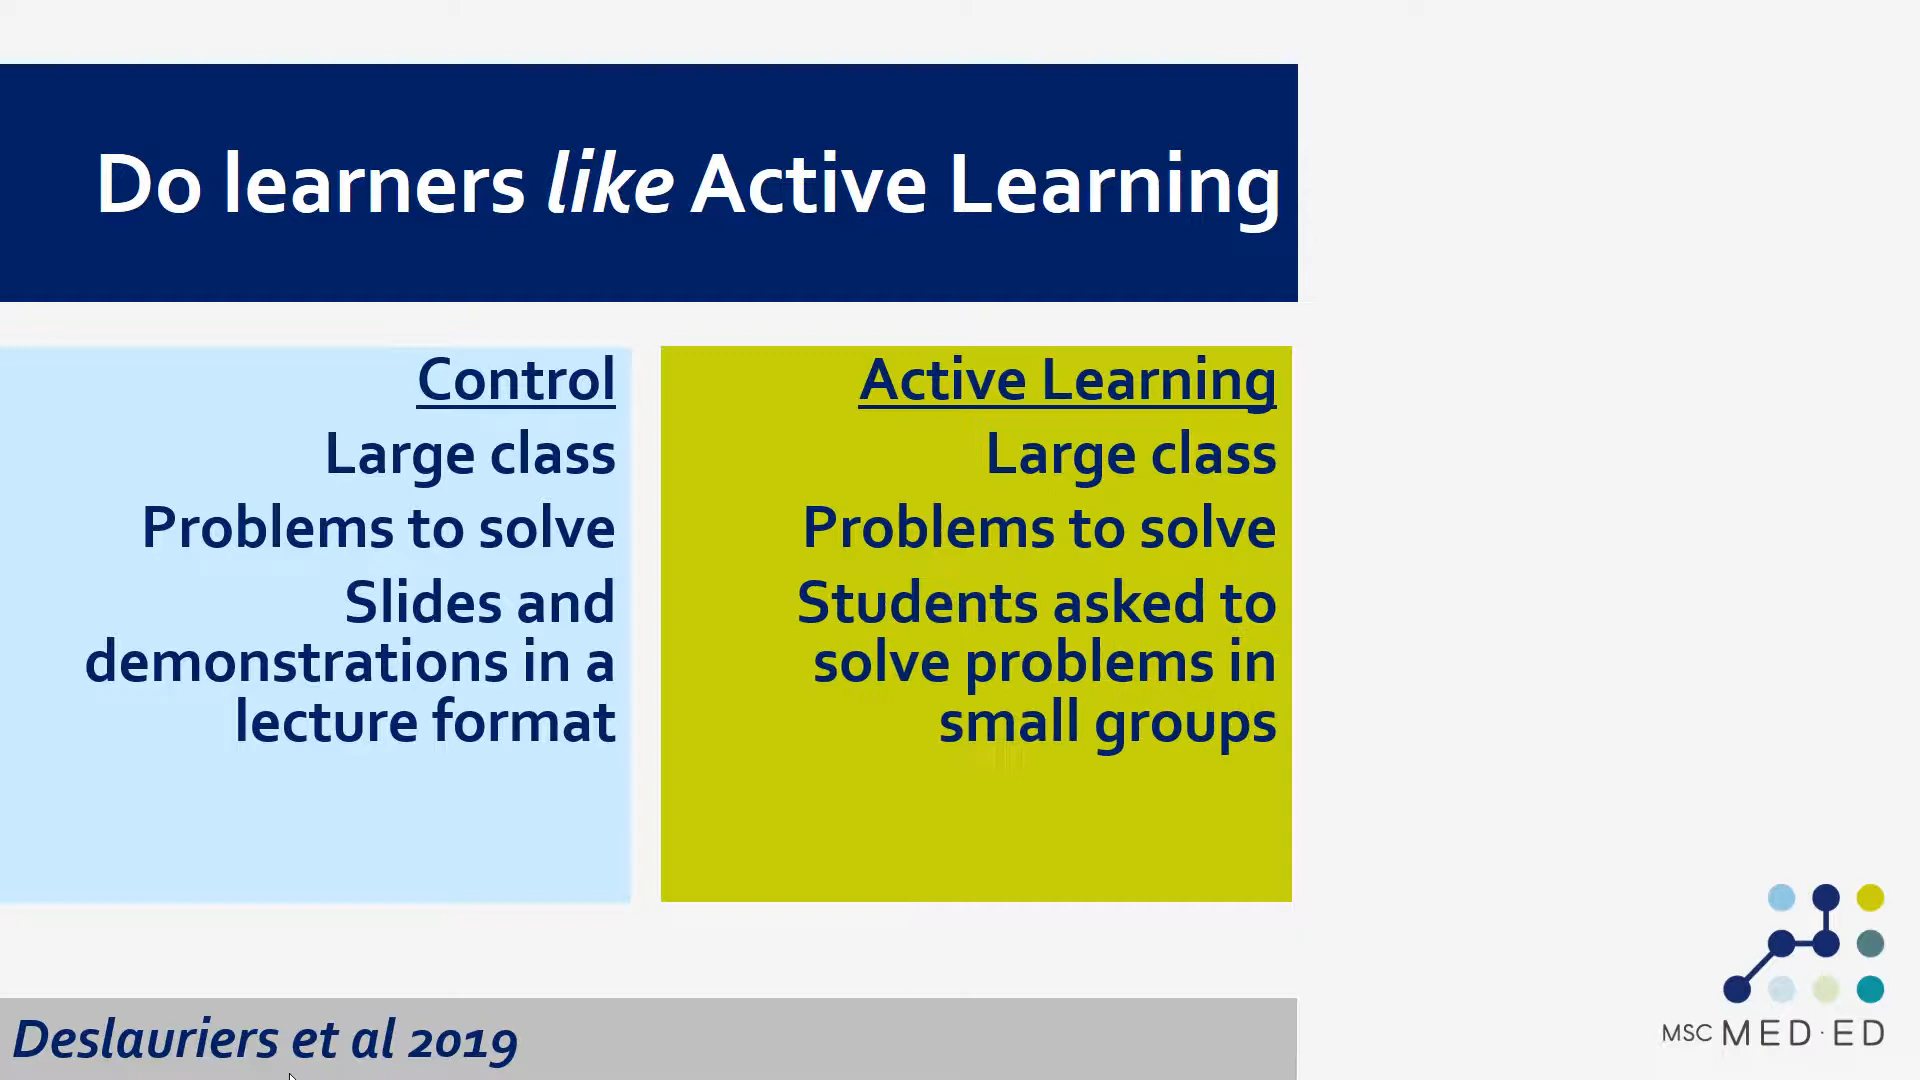 Do learners like Active Learning
Control
Large class
Problems to solve
Slides and
demonstrations in a
lecture format
Active Learning
Large class
Problems to solve
Students asked to
solve problems in
small groups
Deslauriers et al 2019
MSC MED·ED